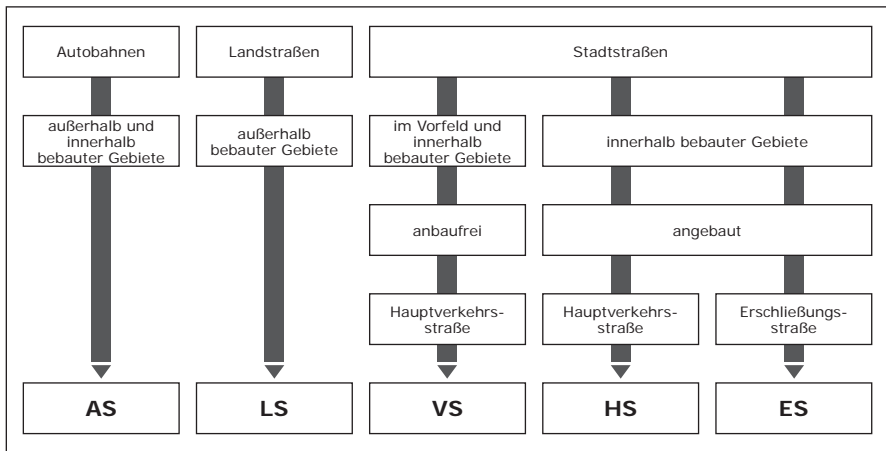 Autobahnen
Landstraßen
Stadtstraßen
außerhalb und
innerhalb
bebauter Gebiete
außerhalb
bebauter Gebiete
im Vorfeld und
innerhalb
bebauter Gebiete
innerhalb bebauter Gebiete
anbaufrei
angebaut
Hauptverkehrs-
straße
Hauptverkehrs-
straße
Erschließungs-
straße
AS
LS
VS
HS
ES